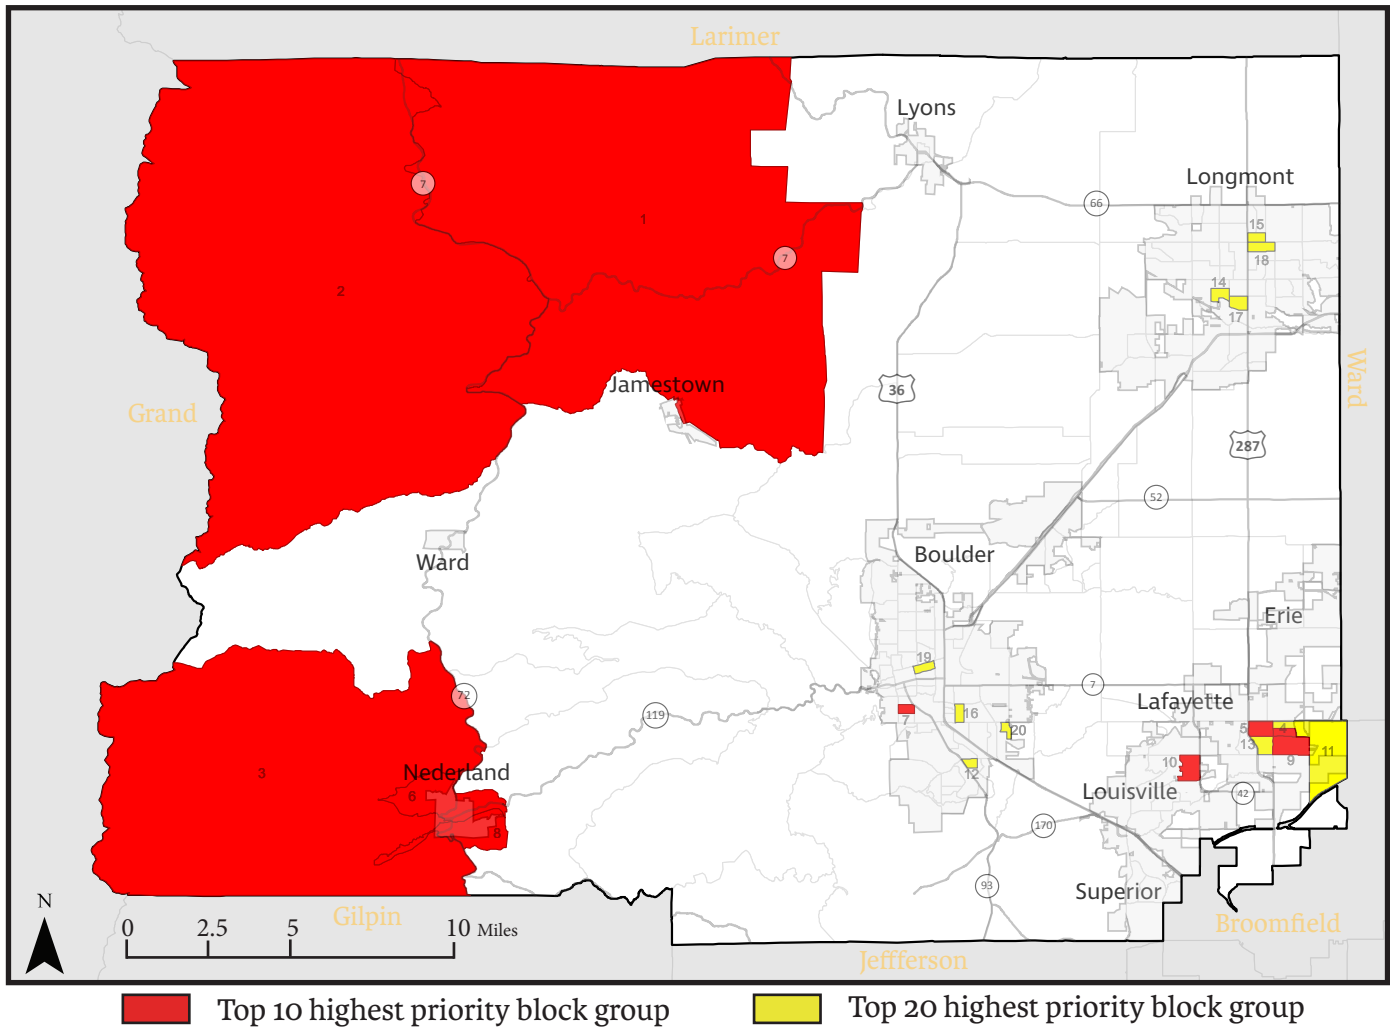 Larimer
Lyons
Longmont
7
66
1
15
18
7
2
14
17
Jamestown
36
Grand
Ward
287
52
Boulder
Ward
Erie
19
7
72
Lafayette
119
7
16
20
5
4
13
11
9
10
12
Nederland
3
6
8
Louisville
42
170
93
Superior
N
Gilpin
Broomfield
0 2.5 5 10 Miles
Jeffferson
Top 10 highest priority block group
Top 20 highest priority block group